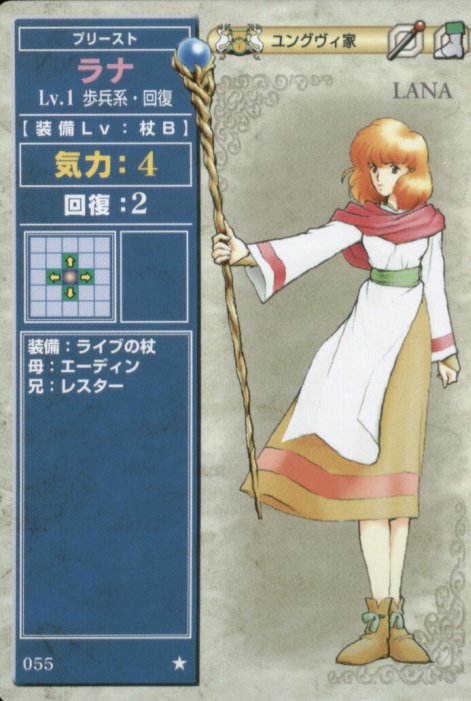 プリースト
ラナ
Lv.1 歩兵系・回復
【装備Lv:杖B】
気力:4
回復:2
装備:ライブの杖
母:エーディン
兄:レスター
055 ★
ユングヴィ家
LANA